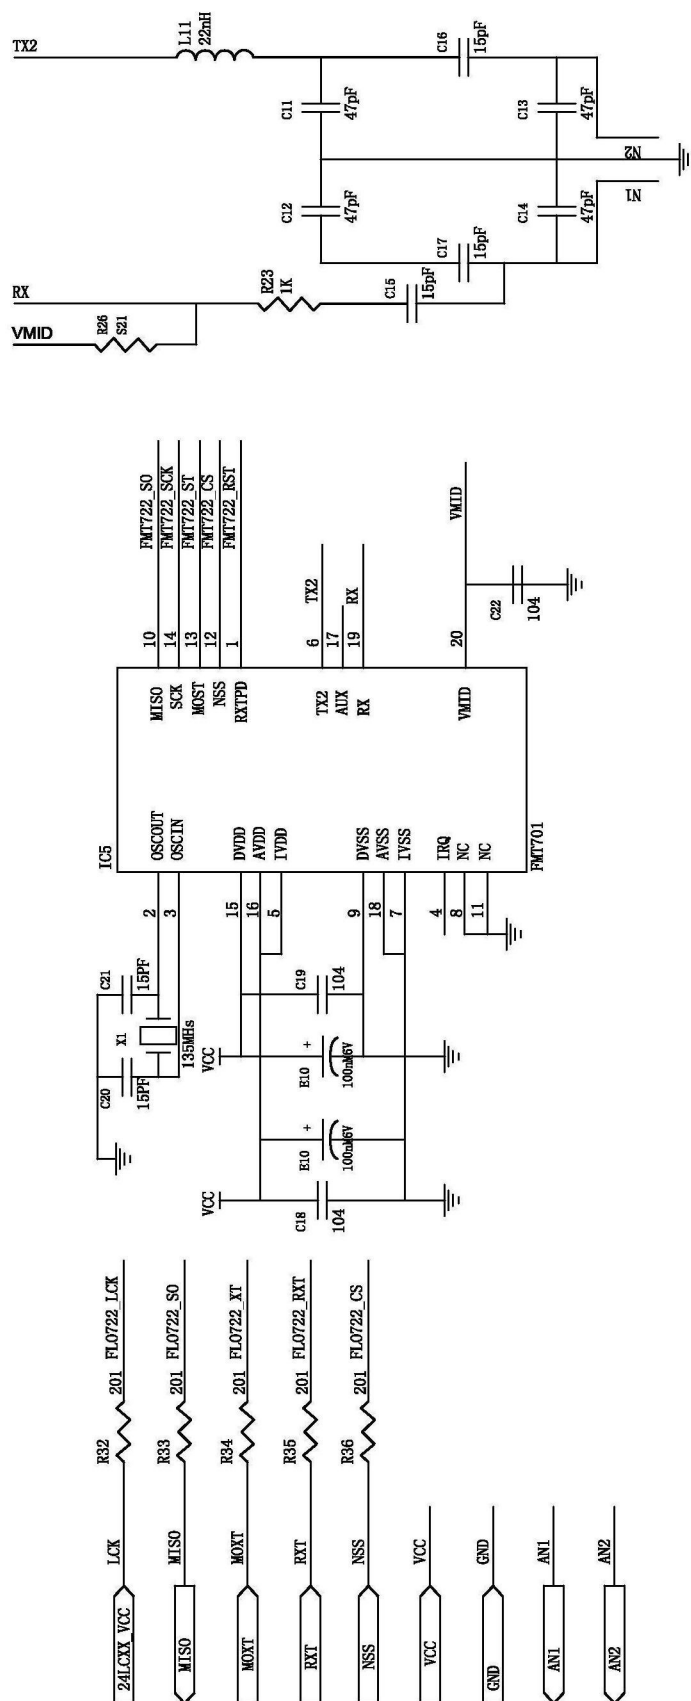 TX2
L11
22nH
C16
15pF
C11
47pF
C13
47pF
N2
N1
C12
47pF
C14
47pF
C17
15pF
RX
R23
1K
C15
15pF
VMID
R26
S21
FMT722_SO
FMT722_SCK
FMT722_ST
FMT722_CS
FMT722_RST
10
14
13
12
1
MISO
SCK
MOST
NSS
RXTPD
TX2
RX
6
17
19
TX2
AUX
RX
VMID
20
VMID
C22
104
IC5
FMT701
OSCOUT
OSCIN
DVDD
AVDD
IVDD
DVSS
AVSS
IVSS
IRQ
NC
NC
2
3
15
16
5
9
18
7
4
8
11
C21
15PF
X1
135MHs
C20
15PF
C19
104
VCC
E10
+
100nM6V
E10
+
100nM6V
VCC
C18
104
24LCXX_VCC
LCK
R32
201
FL0722_LCK
MISO
MISO
R33
201
FL0722_SO
MOXT
MOXT
R34
201
FL0722_XT
RXT
RXT
R35
201
FL0722_RXT
NSS
NSS
R36
201
FL0722_CS
VCC
VCC
GND
GND
AN1
AN1
AN2
AN2